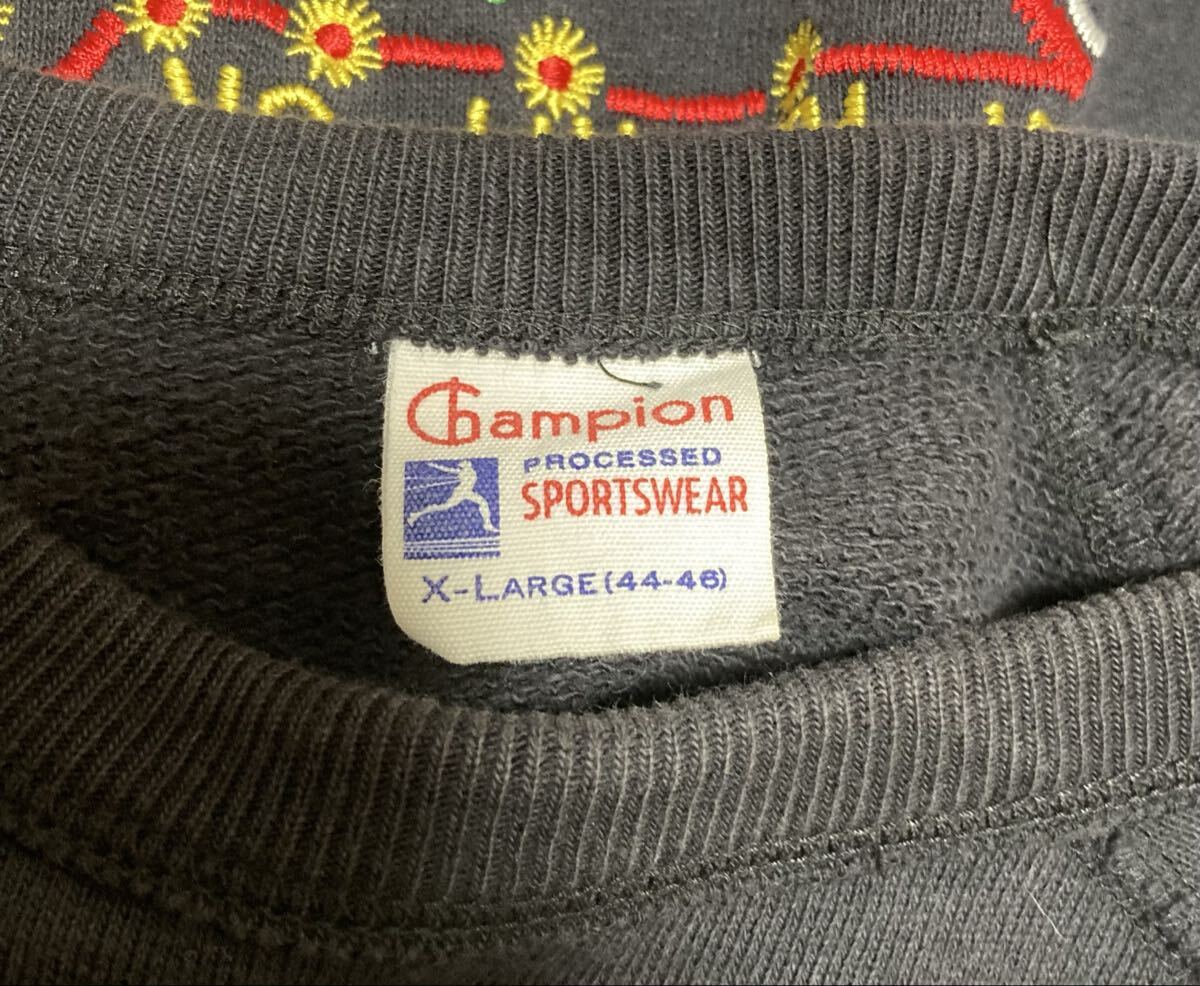 Champion
PROCESSED
SPORTSWEAR
X-LARGE (44-46)